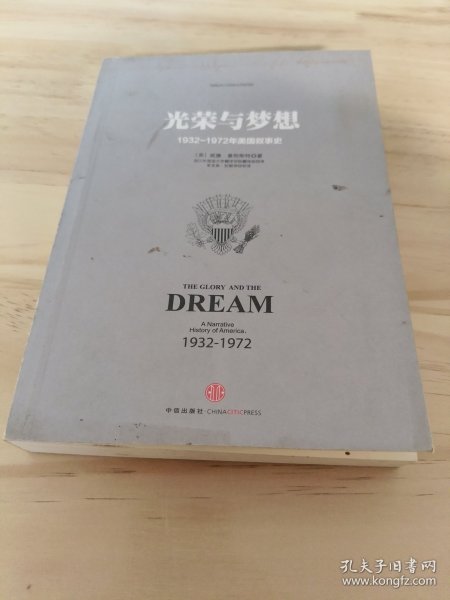 光荣与梦想
1932-1972年美国叙事史
THE GLORY AND THE
DREAM
A Narrative
History of America,
1932-1972
中信出版社·CHINACITICPRESS
孔夫子旧书网
www.kongfz.com